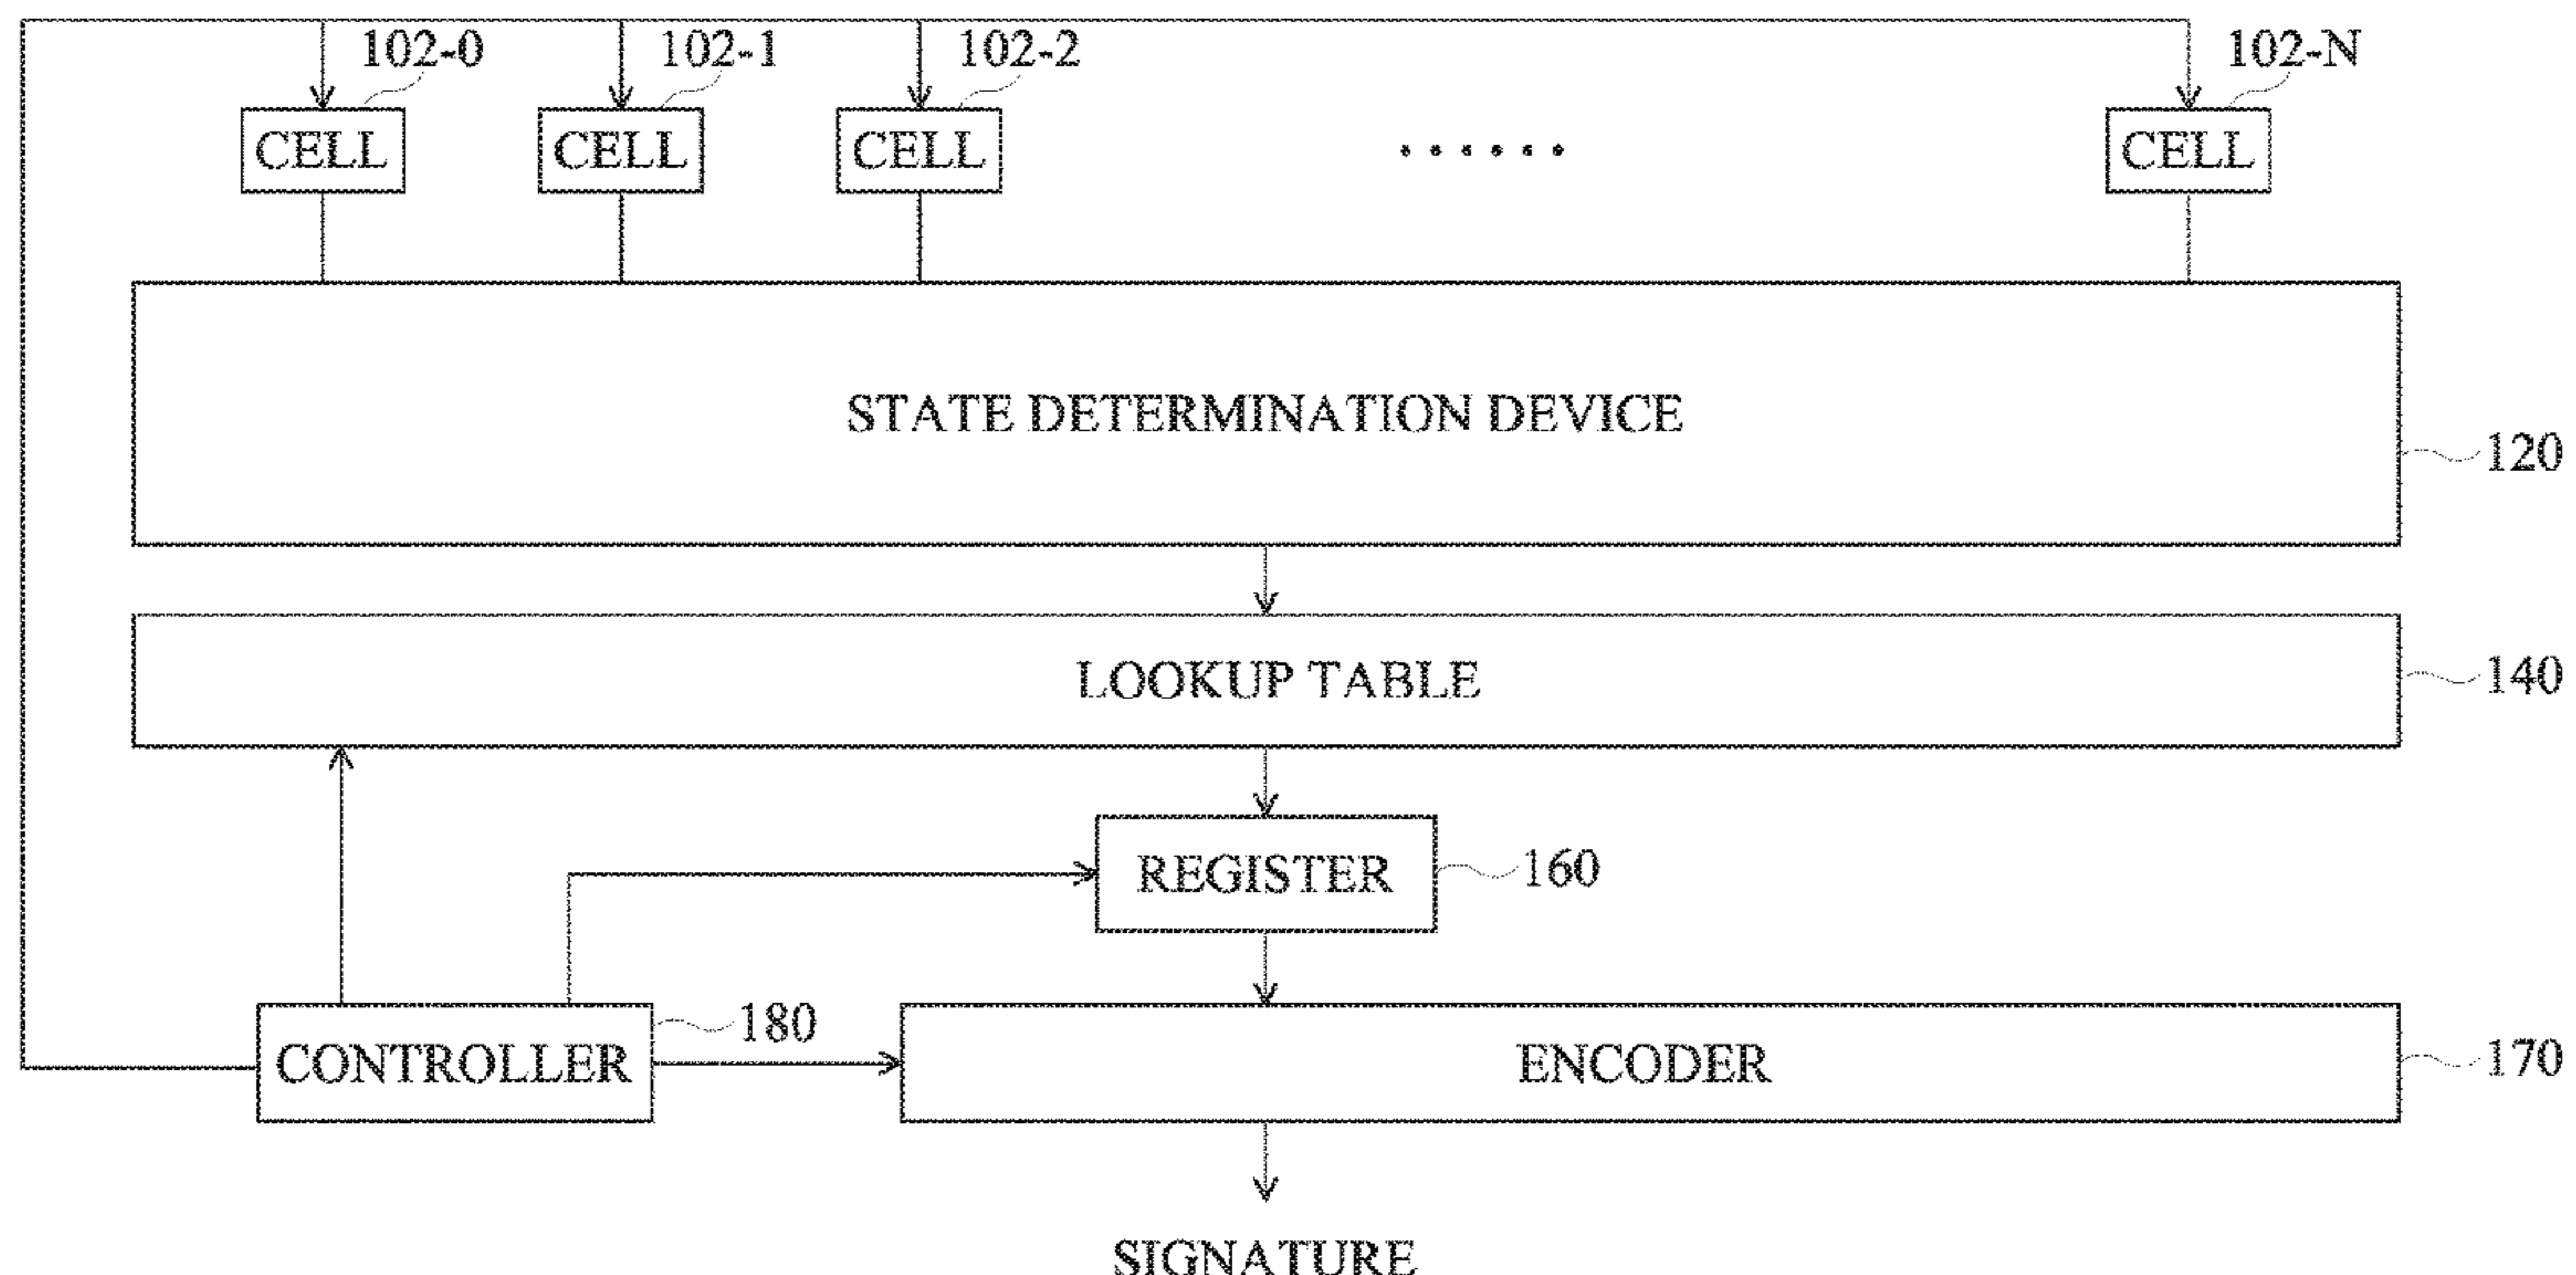 102-0 102-1 102-2 102-N
CELL CELL CELL ...... CELL
STATE DETERMINATION DEVICE
120
LOOKUP TABLE
140
REGISTER
160
CONTROLLER
180
ENCODER
170
SIGNATURE